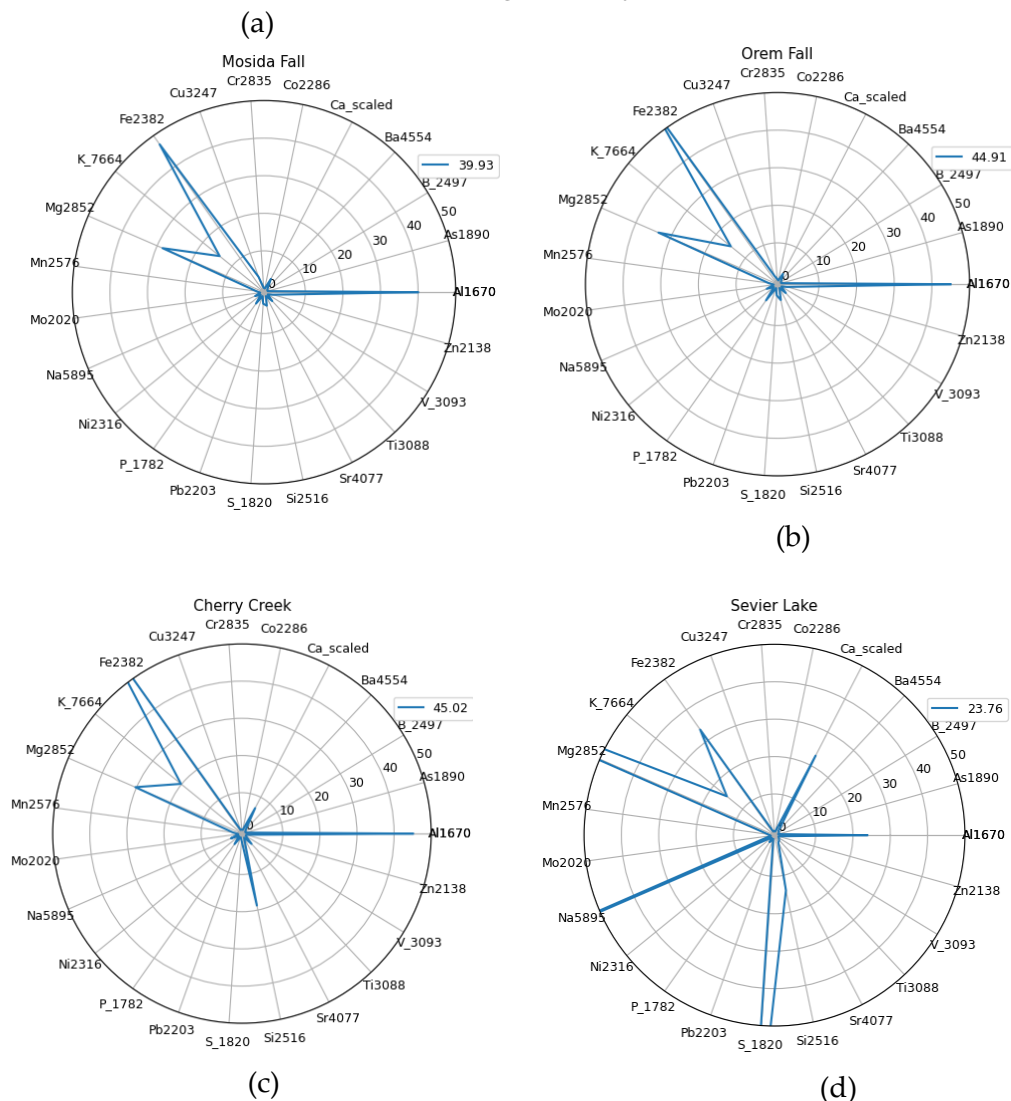 (a)
Mosida Fall
Cr2835
Co2286
Cu3247
Ca_scaled
Fe2382
Ba4554
K_7664
39.93
B_2497
Mg2852
50
40
As1890
30
Mn2576
20
10
0
Al1670
Mo2020
Zn2138
Na5895
V_3093
Ni2316
Ti3088
P_1782
Sr4077
Pb2203
Si2516
S_1820
Orem Fall
Cr2835
Co2286
Cu3247
Ca_scaled
Fe2382
Ba4554
K_7664
44.91
B_2497
Mg2852
50
40
As1890
30
Mn2576
20
10
0
Al1670
Mo2020
Zn2138
Na5895
V_3093
Ni2316
Ti3088
P_1782
Sr4077
Pb2203
Si2516
S_1820
(b)
Cherry Creek
Cr2835
Co2286
Cu3247
Ca_scaled
Fe2382
Ba4554
K_7664
45.02
B_2497
Mg2852
50
40
As1890
30
Mn2576
20
10
0
Al1670
Mo2020
Zn2138
Na5895
V_3093
Ni2316
Ti3088
P_1782
Sr4077
Pb2203
Si2516
S_1820
(c)
Sevier Lake
Cr2835
Co2286
Cu3247
Ca_scaled
Fe2382
Ba4554
K_7664
23.76
B_2497
Mg2852
50
40
As1890
30
Mn2576
20
10
0
Al1670
Mo2020
Zn2138
Na5895
V_3093
Ni2316
Ti3088
P_1782
Sr4077
Pb2203
Si2516
S_1820
(d)